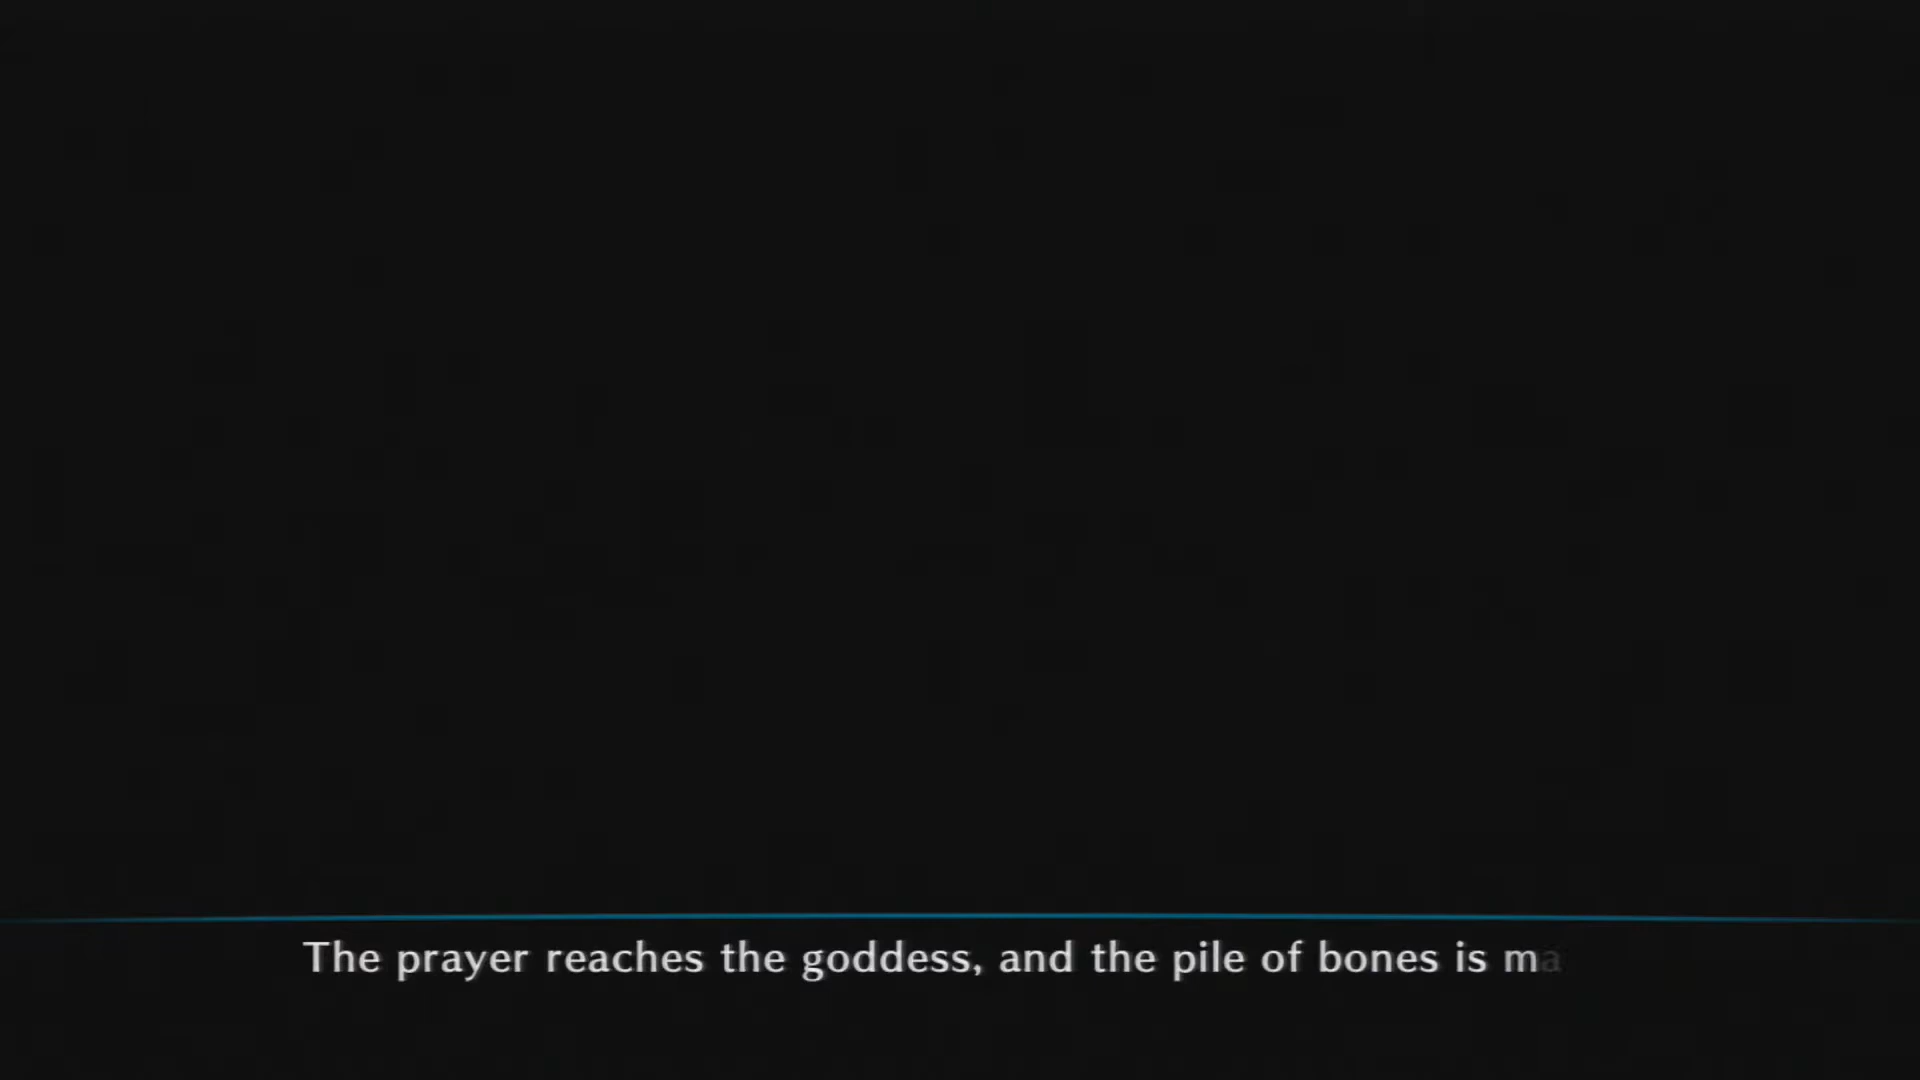 The prayer reaches the goddess, and the pile of bones is ma